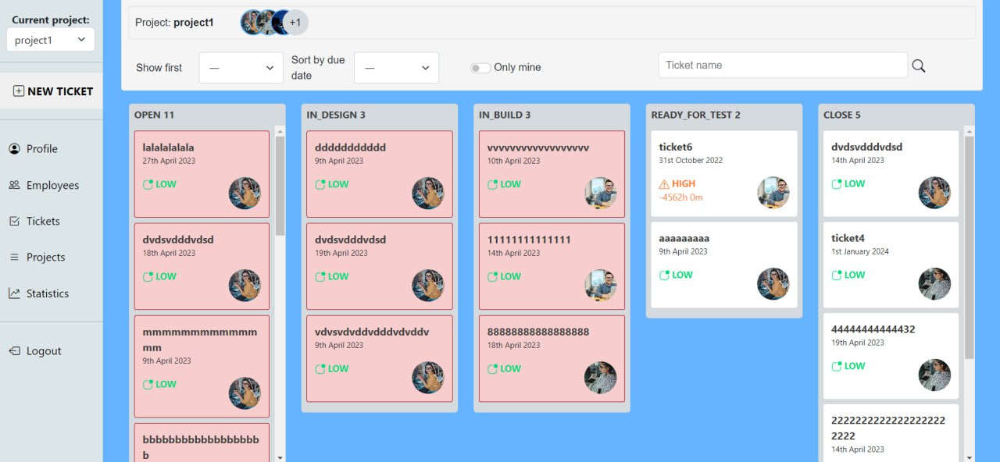 Current project:
project1
NEW TICKET
Profile
Employees
Tickets
Projects
Statistics
Logout
Project: project1
+1
Show first
—
Sort by due
date
—
Only mine
Ticket name
OPEN 11
lalalalalala
27th April 2023
LOW
dvdsvdddvdsd
18th April 2023
LOW
mmmmmmmmmmmm
mm
9th April 2023
LOW
bbbbbbbbbbbbbbbbbb
b
IN_DESIGN 3
ddddddddddd
9th April 2023
LOW
dvdsvdddvdsd
19th April 2023
LOW
vdvsvdvddvdddvdvddv
9th April 2023
LOW
IN_BUILD 3
vvvvvvvvvvvvvvvvvv
10th April 2023
LOW
11111111111111
14th April 2023
LOW
88888888888888888
18th April 2023
LOW
READY_FOR_TEST 2
ticket6
31st October 2022
HIGH
-4562h 0m
aaaaaaaaa
9th April 2023
LOW
CLOSE 5
dvdsvdddvdsd
14th April 2023
LOW
ticket4
1st January 2024
LOW
44444444444432
19th April 2023
LOW
2222222222222222222
2222
14th April 2023